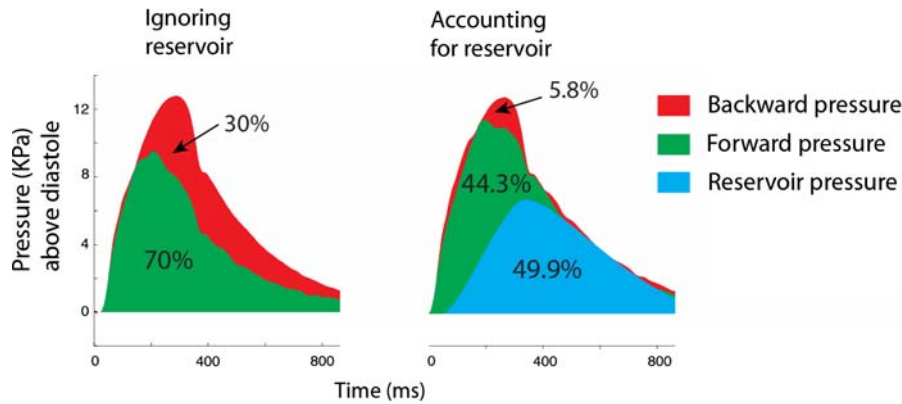 Ignoring
reservoir
Accounting
for reservoir
Pressure (KPa)
above diastole
12
8
4
0
30%
70%
0
400
800
5.8%
44.3%
49.9%
0
400
800
Time (ms)
Backward pressure
Forward pressure
Reservoir pressure